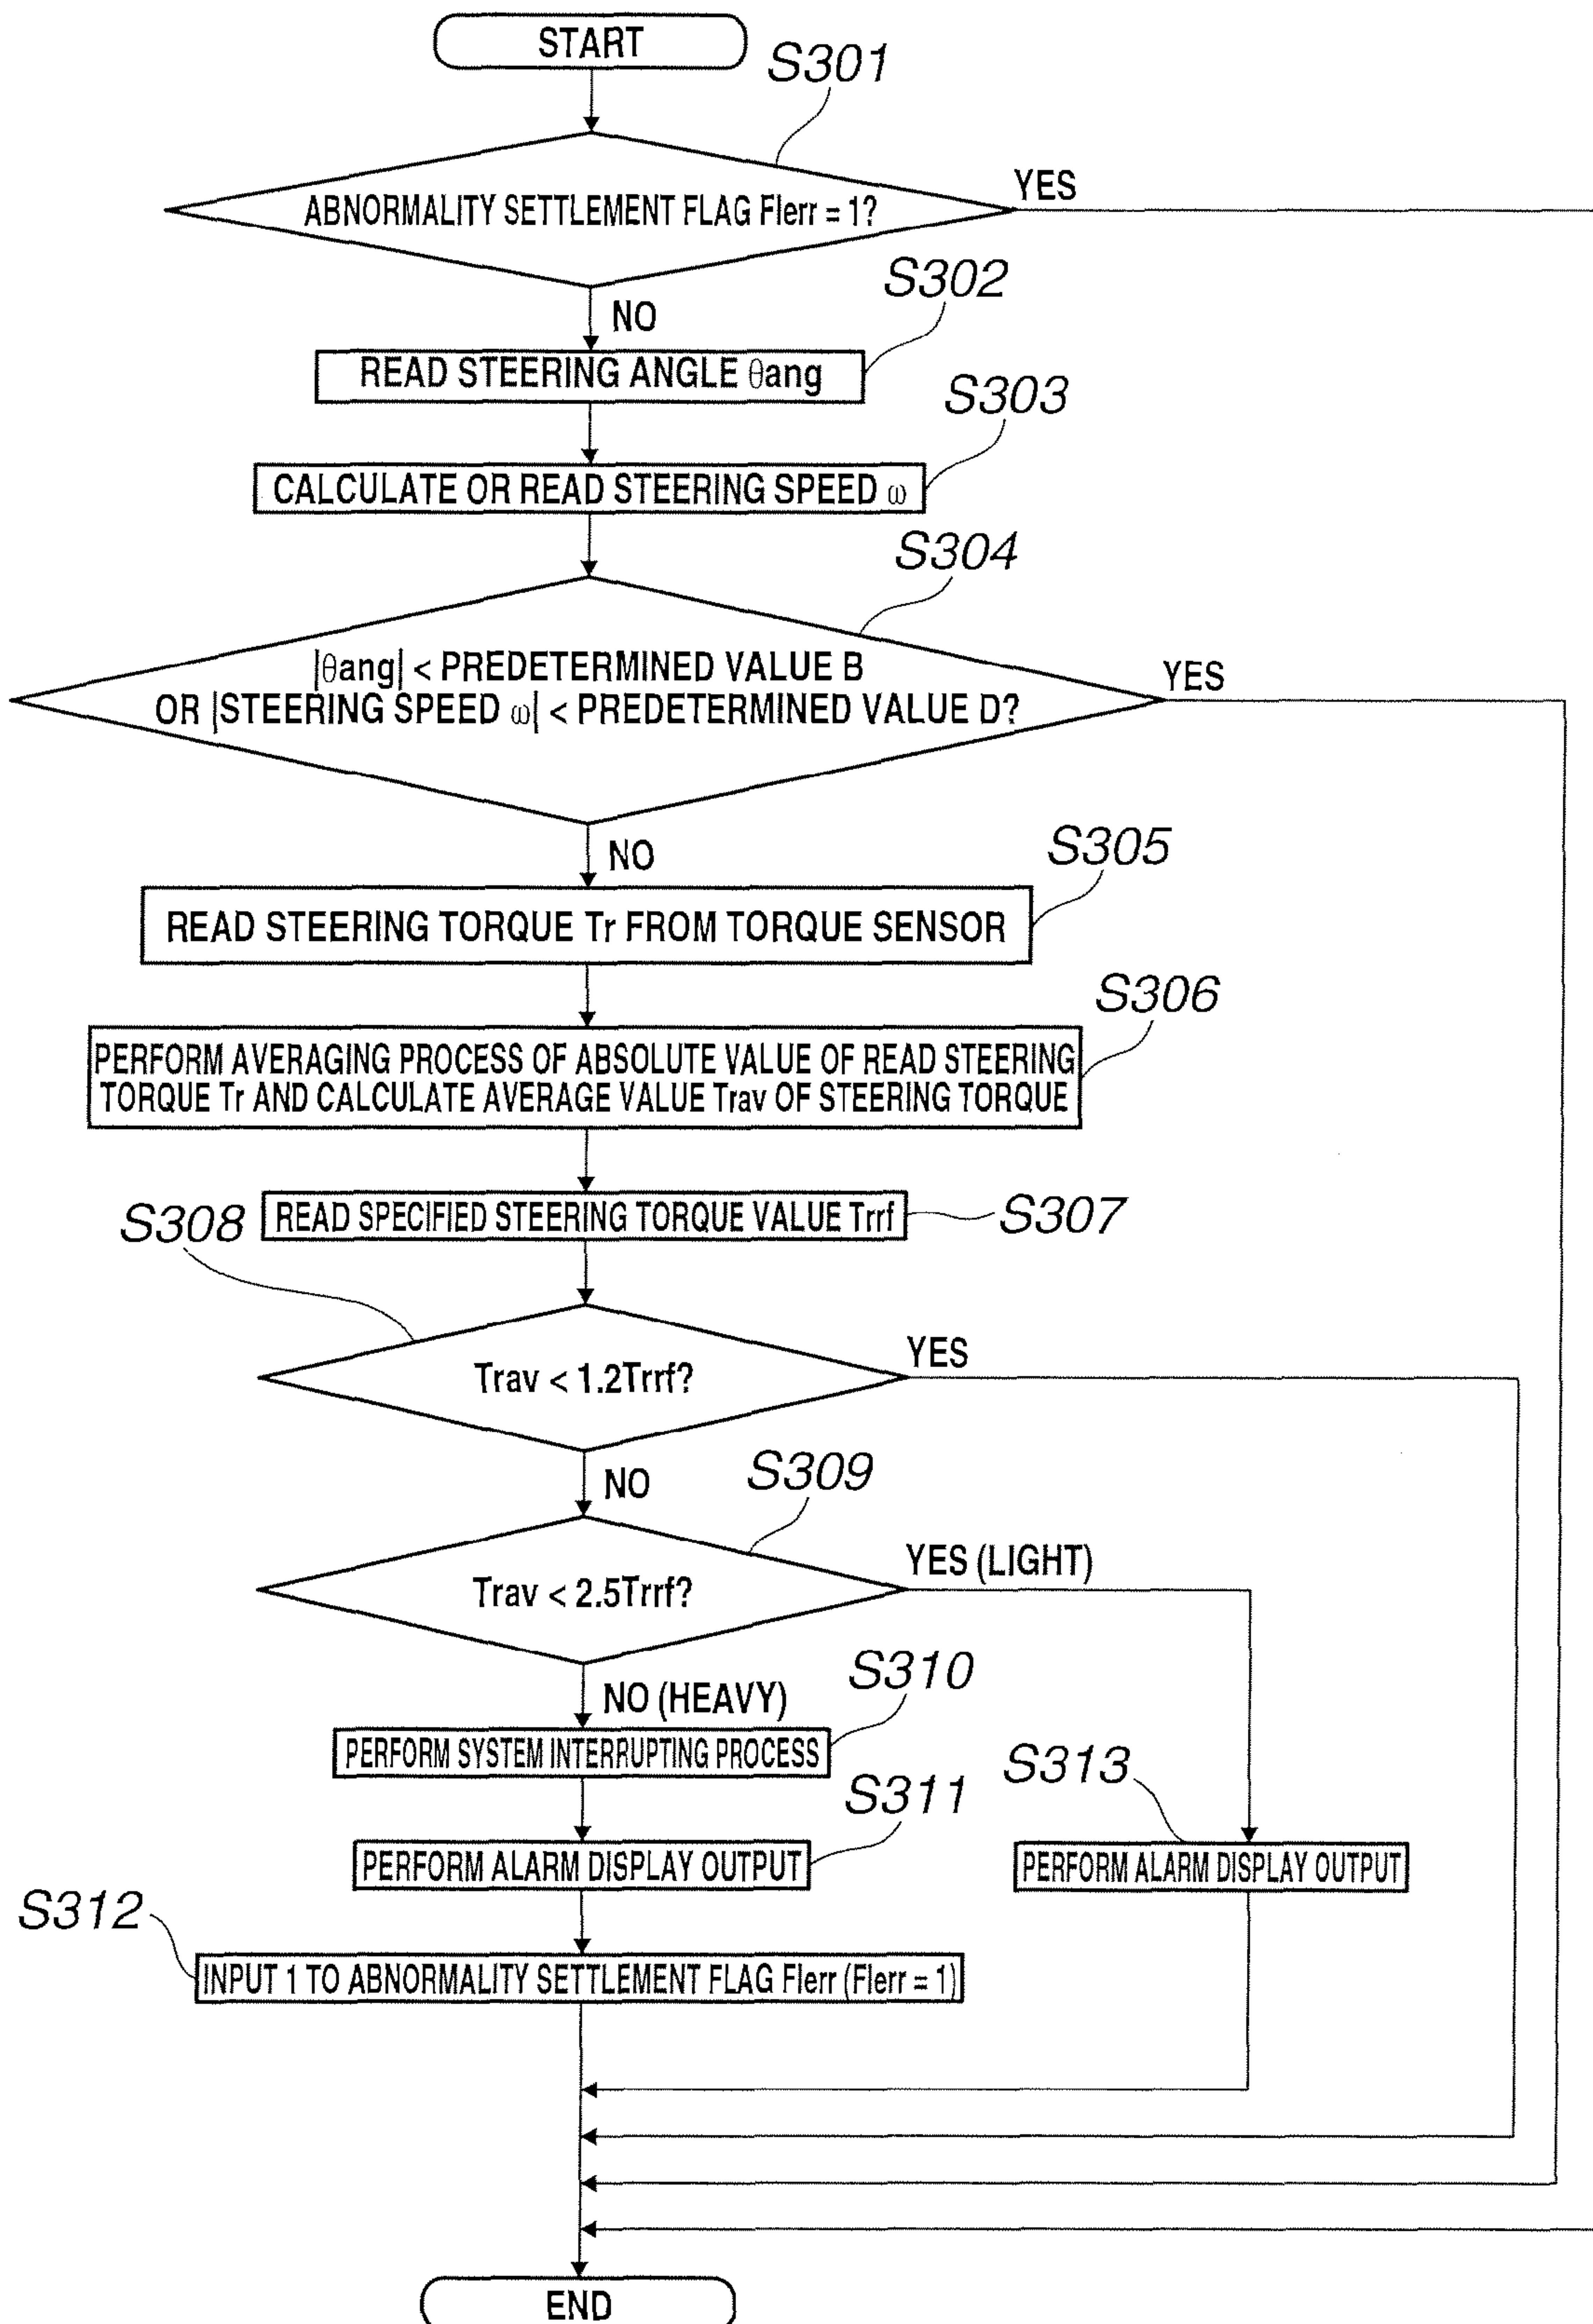 START
S301
ABNORMALITY SETTLEMENT FLAG Flerr = 1?
YES
NO
S302
READ STEERING ANGLE θang
S303
CALCULATE OR READ STEERING SPEED ω
S304
|θang| < PREDETERMINED VALUE B
OR |STEERING SPEED ω| < PREDETERMINED VALUE D?
YES
NO
S305
READ STEERING TORQUE Tr FROM TORQUE SENSOR
S306
PERFORM AVERAGING PROCESS OF ABSOLUTE VALUE OF READ STEERING
TORQUE Tr AND CALCULATE AVERAGE VALUE Trav OF STEERING TORQUE
S307
READ SPECIFIED STEERING TORQUE VALUE Trrf
S308
Trav < 1.2Trrf?
YES
NO
S309
Trav < 2.5Trrf?
YES (LIGHT)
NO (HEAVY)
S310
PERFORM SYSTEM INTERRUPTING PROCESS
S311
PERFORM ALARM DISPLAY OUTPUT
S313
PERFORM ALARM DISPLAY OUTPUT
S312
INPUT 1 TO ABNORMALITY SETTLEMENT FLAG Flerr (Flerr = 1)
END